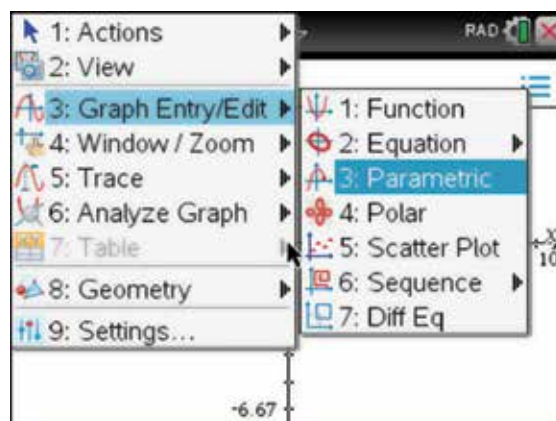 1: Actions
2: View
3: Graph Entry/Edit
4: Window / Zoom
5: Trace
6: Analyze Graph
7: Table
8: Geometry
9: Settings...
RAD
1: Function
2: Equation
3: Parametric
4: Polar
5: Scatter Plot
6: Sequence
7: Diff Eq
x
10
-6.67